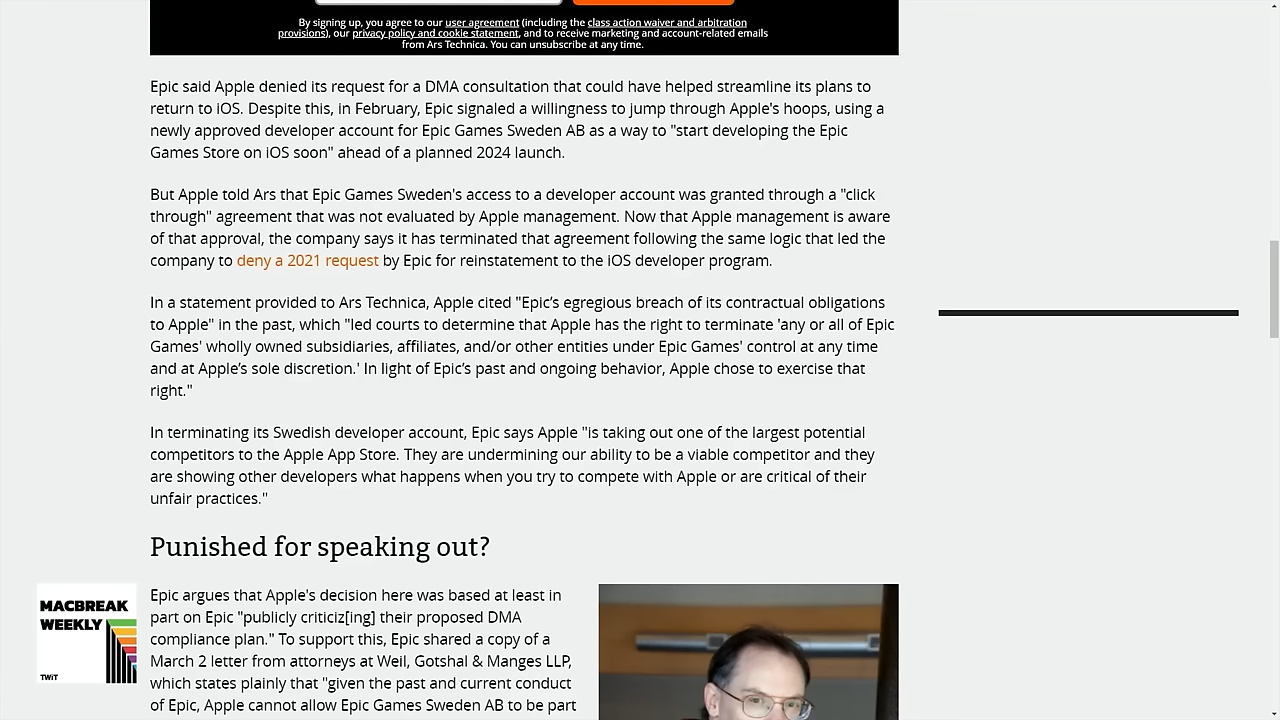 By signing up, you agree to our user agreement (including the class action waiver and arbitration
provisions), our privacy policy and cookie statement, and to receive marketing and account-related emails
from Ars Technica. You can unsubscribe at any time.
Epic said Apple denied its request for a DMA consultation that could have helped streamline its plans to
return to iOS. Despite this, in February, Epic signaled a willingness to jump through Apple's hoops, using a
newly approved developer account for Epic Games Sweden AB as a way to "start developing the Epic
Games Store on iOS soon" ahead of a planned 2024 launch.
But Apple told Ars that Epic Games Sweden's access to a developer account was granted through a "click
through" agreement that was not evaluated by Apple management. Now that Apple management is aware
of that approval, the company says it has terminated that agreement following the same logic that led the
company to deny a 2021 request by Epic for reinstatement to the iOS developer program.
In a statement provided to Ars Technica, Apple cited "Epic’s egregious breach of its contractual obligations
to Apple" in the past, which "led courts to determine that Apple has the right to terminate 'any or all of Epic
Games' wholly owned subsidiaries, affiliates, and/or other entities under Epic Games' control at any time
and at Apple’s sole discretion.' In light of Epic’s past and ongoing behavior, Apple chose to exercise that
right."
In terminating its Swedish developer account, Epic says Apple "is taking out one of the largest potential
competitors to the Apple App Store. They are undermining our ability to be a viable competitor and they
are showing other developers what happens when you try to compete with Apple or are critical of their
unfair practices."
Punished for speaking out?
MACBREAK
WEEKLY
TWiT
Epic argues that Apple's decision here was based at least in
part on Epic "publicly criticiz[ing] their proposed DMA
compliance plan." To support this, Epic shared a copy of a
March 2 letter from attorneys at Weil, Gotshal & Manges LLP,
which states plainly that "given the past and current conduct
of Epic, Apple cannot allow Epic Games Sweden AB to be part